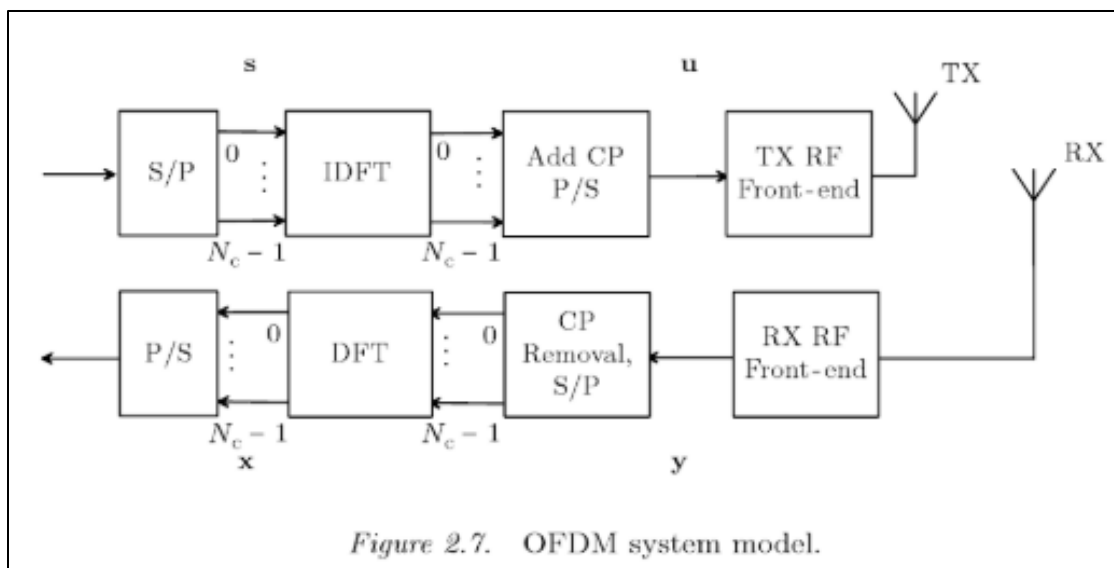 s
u
TX
RX
S/P
0
⋮
N_c – 1
IDFT
0
⋮
N_c – 1
Add CP
P/S
TX RF
Front-end
P/S
0
⋮
N_c – 1
DFT
0
⋮
N_c – 1
CP
Removal,
S/P
RX RF
Front-end
x
y
Figure 2.7. OFDM system model.